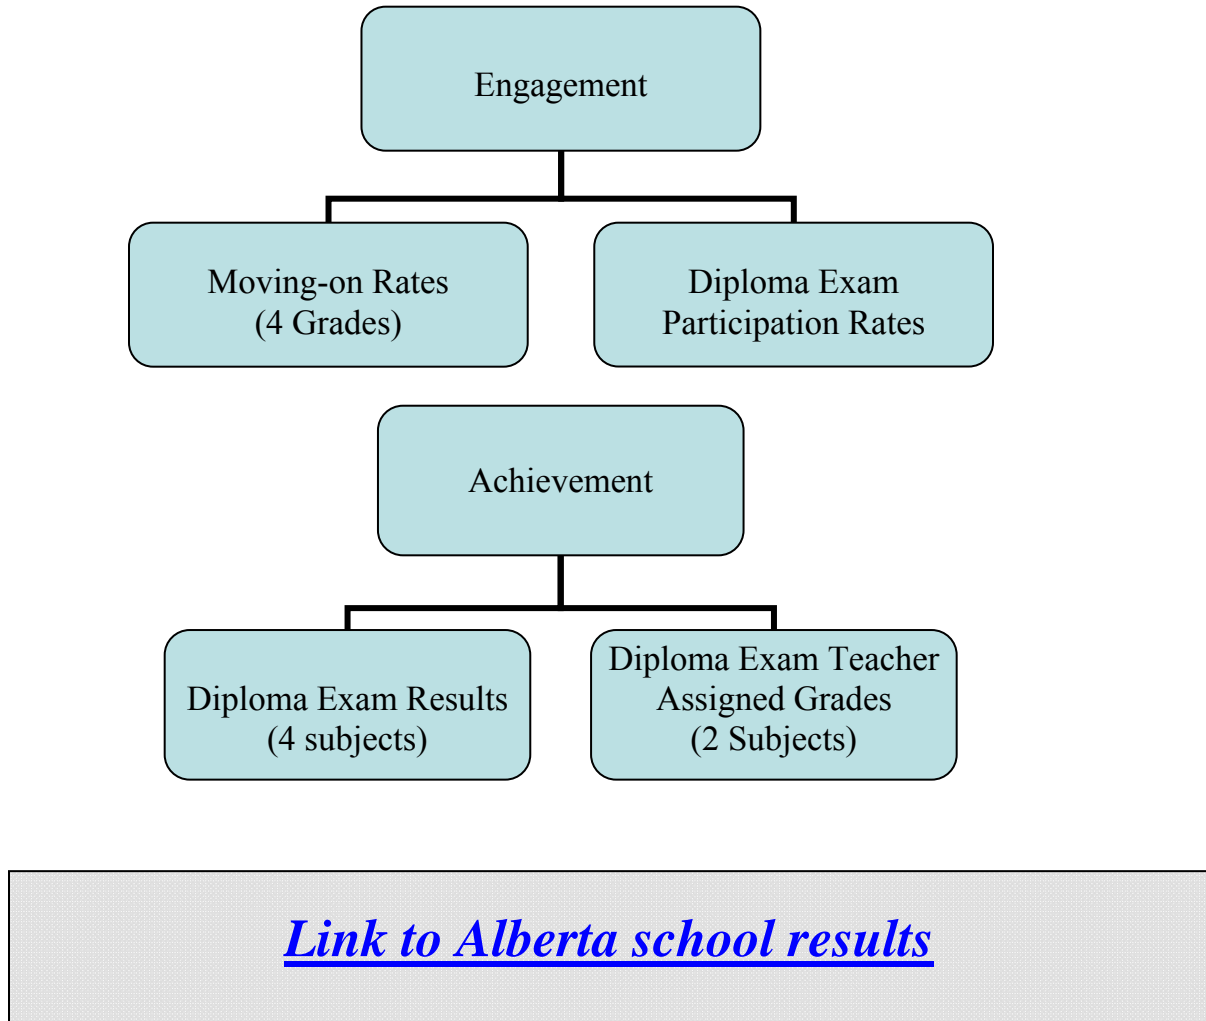 Engagement
Moving-on Rates
(4 Grades)
Diploma Exam
Participation Rates
Achievement
Diploma Exam Results
(4 subjects)
Diploma Exam Teacher
Assigned Grades
(2 Subjects)
Link to Alberta school results